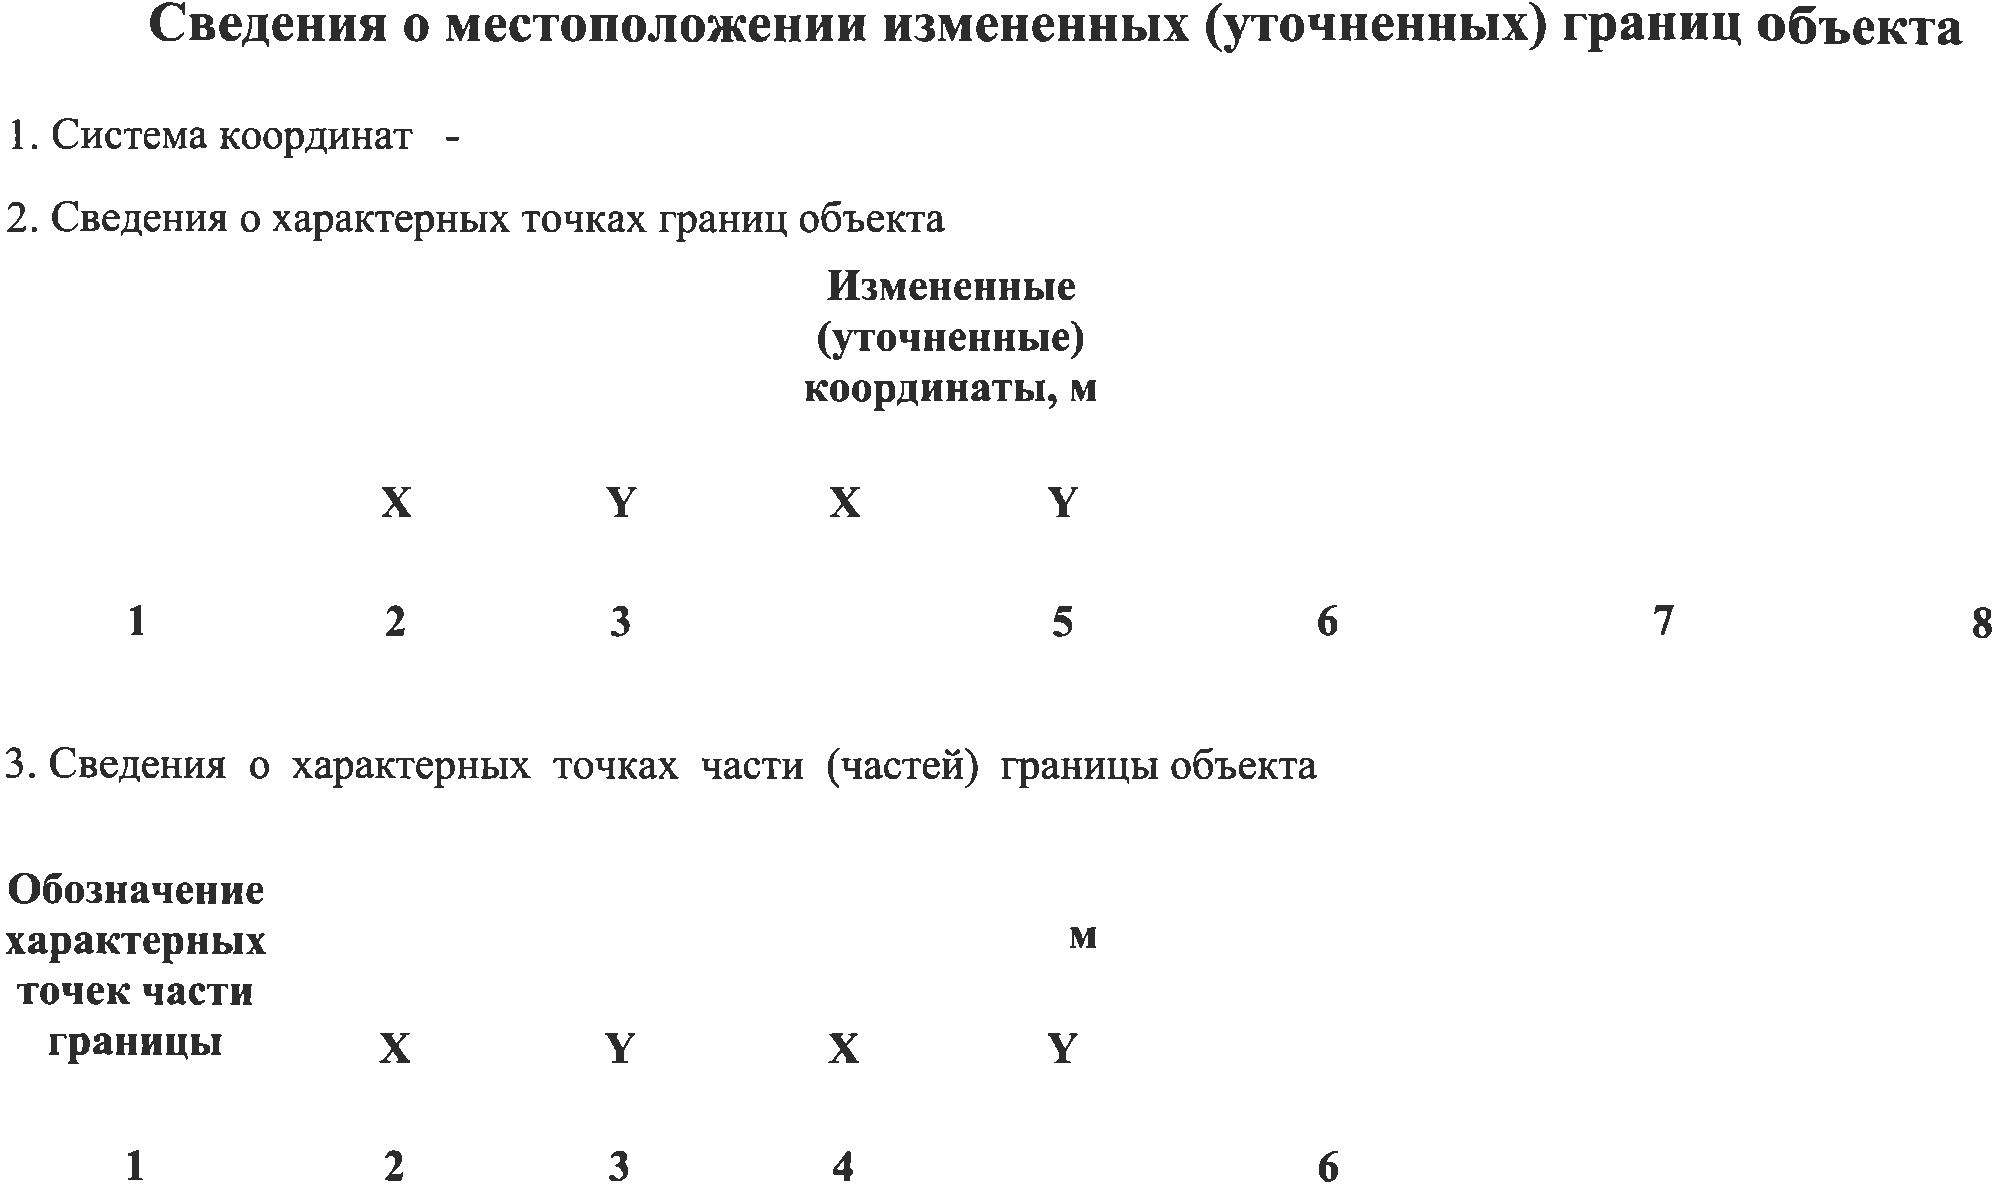 Сведения о местоположении измененных (уточненных) границ объекта
1. Система координат -
2. Сведения о характерных точках границ объекта
Измененные
(уточненные)
координаты, м
X Y X Y
1 2 3 5 6 7 8
3. Сведения о характерных точках части (частей) границы объекта
Обозначение
характерных
м
точек части
границы
X Y X Y
1 2 3 4 6